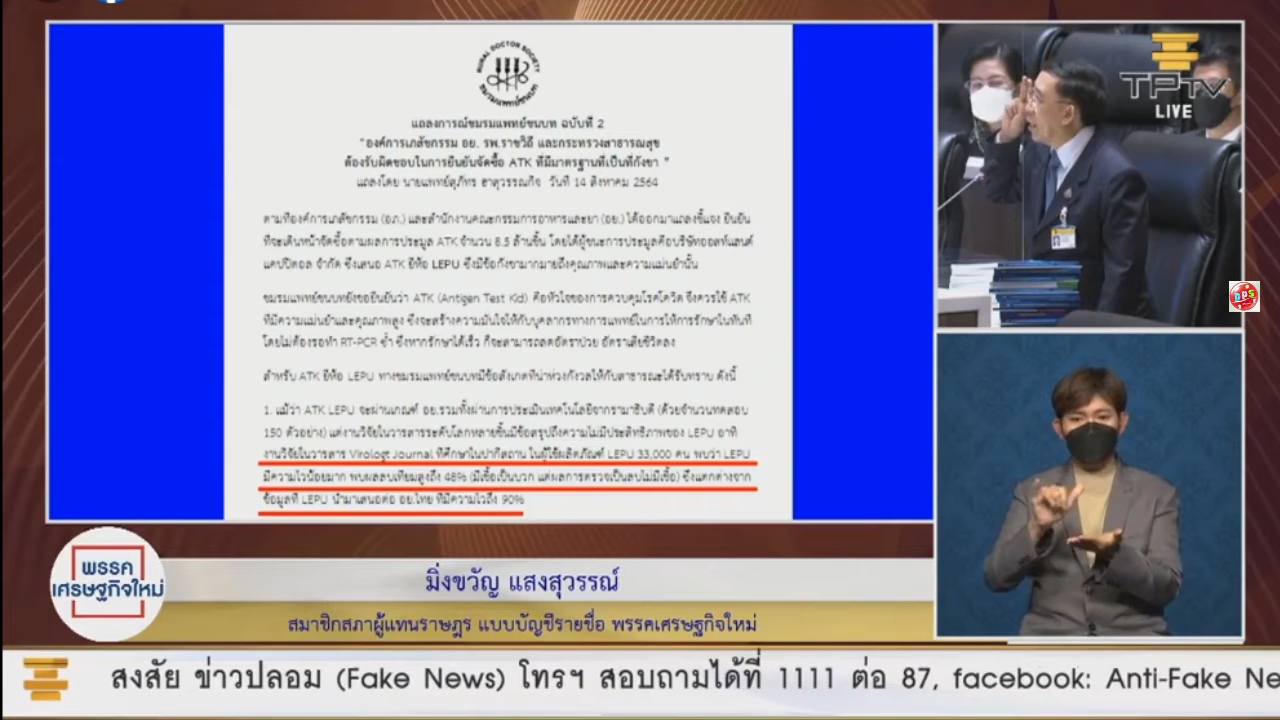 RURAL DOCTOR SOCIETY
ชมรมแพทย์ชนบท
แถลงการณ์ชมรมแพทย์ชนบท ฉบับที่ 2
"องค์การเภสัชกรรม อย. รพ.ราชวิถี และกระทรวงสาธารณสุข
ต้องรับผิดชอบในการยืนยันจัดซื้อ ATK ที่มีมาตรฐานที่เป็นที่กังขา "
แถลงโดย นายแพทย์สุภัทร ฮาสุวรรณกิจ วันที่ 14 สิงหาคม 2564
ตามที่องค์การเภสัชกรรม (อภ.) และสำนักงานคณะกรรมการอาหารและยา (อย.) ได้ออกมาแถลงชี้แจง ยืนยัน
ที่จะเดินหน้าจัดซื้อตามผลการประมูล ATK จำนวน 8.5 ล้านชิ้น โดยได้ผู้ชนะการประมูลคือบริษัทออสท์แลนด์
แคปปิตอล จำกัด ซึ่งเสนอ ATK ยี่ห้อ LEPU ซึ่งมีข้อกังขามากมายถึงคุณภาพและความแม่นยำนั้น
ชมรมแพทย์ชนบทยังขอยืนยันว่า ATK (Antigen Test Kid) คือหัวใจของการควบคุมโรคโควิด จึงควรใช้ ATK
ที่มีความแม่นยำและคุณภาพสูง ซึ่งจะสร้างความมั่นใจให้กับบุคลากรทางการแพทย์ในการให้การรักษาในทันที
โดยไม่ต้องรอทำ RT-PCR ซ้ำ ซึ่งหากรักษาได้เร็ว ก็จะสามารถลดอัตราป่วย อัตราเสียชีวิตลง
สำหรับ ATK ยี่ห้อ LEPU ทางชมรมแพทย์ชนบทมีข้อสังเกตที่น่าห่วงกังวลให้กับสาธารณะได้รับทราบ ดังนี้
1. แม้ว่า ATK LEPU จะผ่านเกณฑ์ อย.รวมทั้งผ่านการประเมินเทคโนโลยีจากรามาธิบดี (ด้วยจำนวนทดสอบ
150 ตัวอย่าง) แต่งานวิจัยในวารสารระดับโลกหลายชิ้นมีข้อสรุปถึงความไม่มีประสิทธิภาพของ LEPU อาทิ
งานวิจัยในวารสาร Virologt Journal ที่ศึกษาในปากีสถาน ในผู้ใช้ผลิตภัณฑ์ LEPU 33,000 คน พบว่า LEPU
มีความไวน้อยมาก พบผลลบเทียมสูงถึง 48% (มีเชื้อเป็นบวก แต่ผลการตรวจเป็นลบไม่มีเชื้อ) ซึ่งแตกต่างจาก
ข้อมูลที่ LEPU นำมาเสนอต่อ อย.ไทย ที่มีความไวถึง 90%
TPTV
LIVE
DPS
พรรค
เศรษฐกิจใหม่
มิ่งขวัญ แสงสุวรรณ์
สมาชิกสภาผู้แทนราษฎร แบบบัญชีรายชื่อ พรรคเศรษฐกิจใหม่
สงสัย ข่าวปลอม (Fake News) โทรฯ สอบถามได้ที่ 1111 ต่อ 87, facebook: Anti-Fake Ne